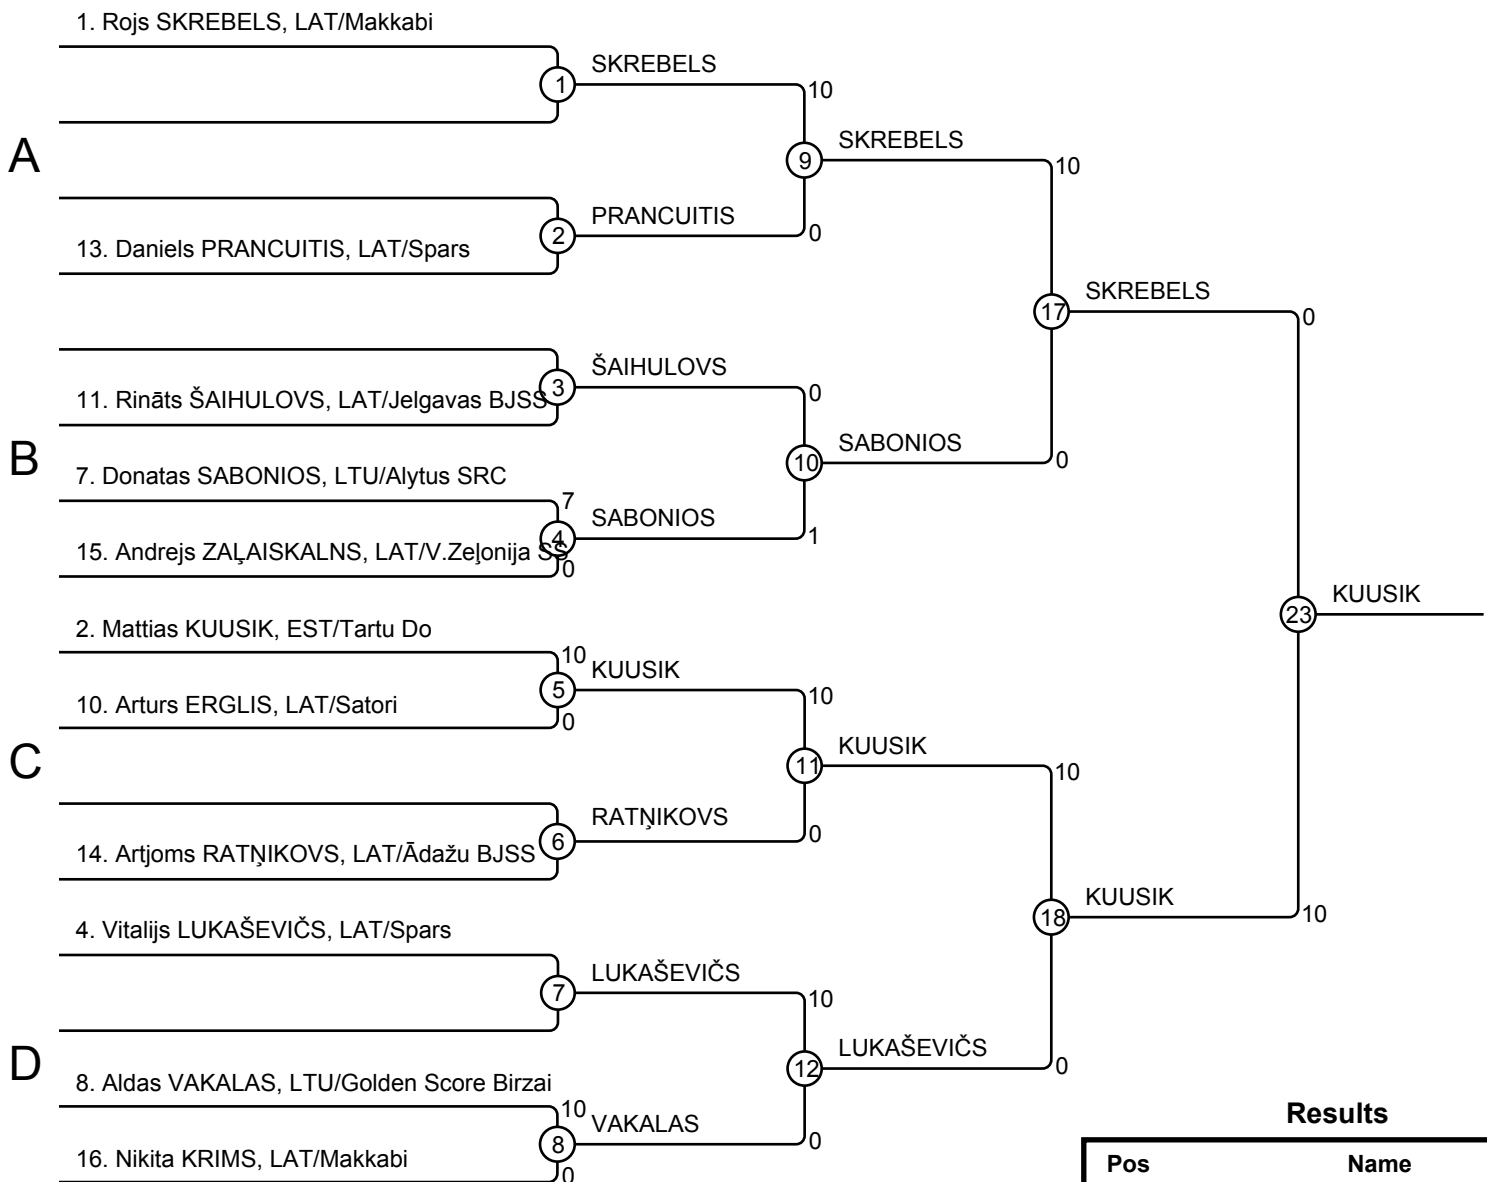 1. Rojs SKREBELS, LAT/Makkabi
1
SKREBELS
10
A
9
SKREBELS
10
13. Daniels PRANCUITIS, LAT/Spars
2
PRANCUITIS
0
17
SKREBELS
0
11. Rināts ŠAIHULOVS, LAT/Jelgavas BJSS
3
ŠAIHULOVS
0
B
10
SABONIOS
0
7. Donatas SABONIOS, LTU/Alytus SRC
7
4
SABONIOS
1
15. Andrejs ZAĻAISKALNS, LAT/V.Zeļonija SS
0
23
KUUSIK
2. Mattias KUUSIK, EST/Tartu Do
10
5
KUUSIK
10
10. Arturs ERGLIS, LAT/Satori
0
C
11
KUUSIK
10
14. Artjoms RATŅIKOVS, LAT/Ādažu BJSS
6
RATŅIKOVS
0
18
KUUSIK
10
4. Vitalijs LUKAŠEVIČS, LAT/Spars
7
LUKAŠEVIČS
10
D
12
LUKAŠEVIČS
0
8. Aldas VAKALAS, LTU/Golden Score Birzai
10
8
VAKALAS
0
16. Nikita KRIMS, LAT/Makkabi
0
Results
Pos Name